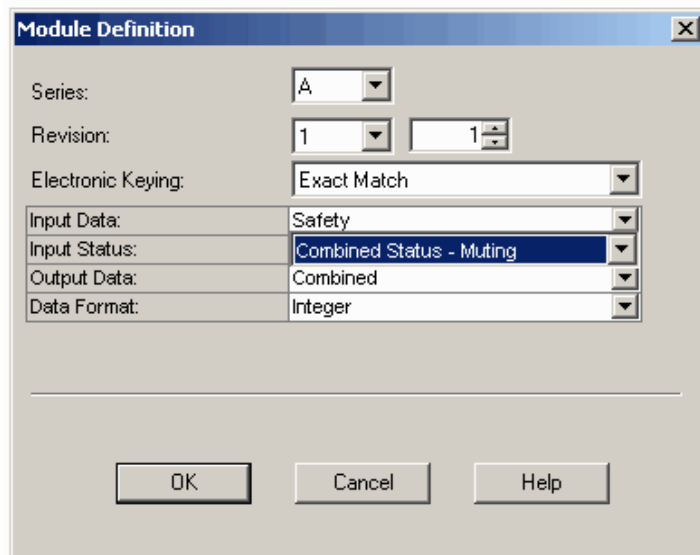 Module Definition
Series: A
Revision: 1 1
Electronic Keying: Exact Match
Input Data: Safety
Input Status: Combined Status - Muting
Output Data: Combined
Data Format: Integer
OK Cancel Help